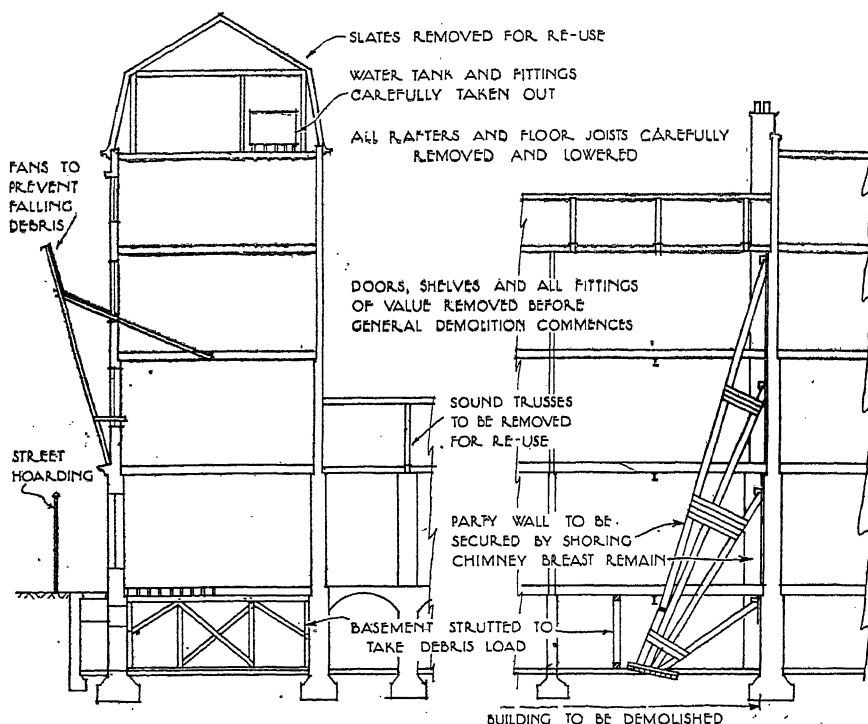 SLATES REMOVED FOR RE-USE
WATER TANK AND FITTINGS
CAREFULLY TAKEN OUT
ALL RAFTERS AND FLOOR JOISTS CAREFULLY
REMOVED AND LOWERED
FANS TO
PREVENT
FALLING
DEBRIS
DOORS, SHELVES AND ALL FITTINGS
OF VALUE REMOVED BEFORE
GENERAL DEMOLITION COMMENCES
SOUND TRUSSES
TO BE REMOVED
FOR RE-USE
STREET
HOARDING
PARTY WALL TO BE
SECURED BY SHORING
CHIMNEY BREAST REMAIN
BASEMENT STRUTTED TO
TAKE DEBRIS LOAD
BUILDING TO BE DEMOLISHED